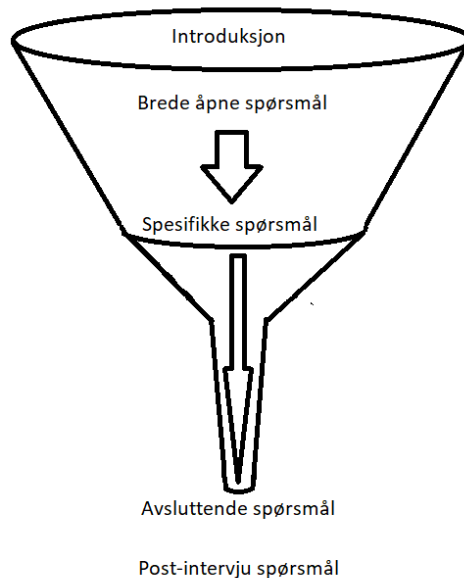 Introduksjon
Brede åpne spørsmål
Spesifikke spørsmål
Avsluttende spørsmål
Post-intervju spørsmål